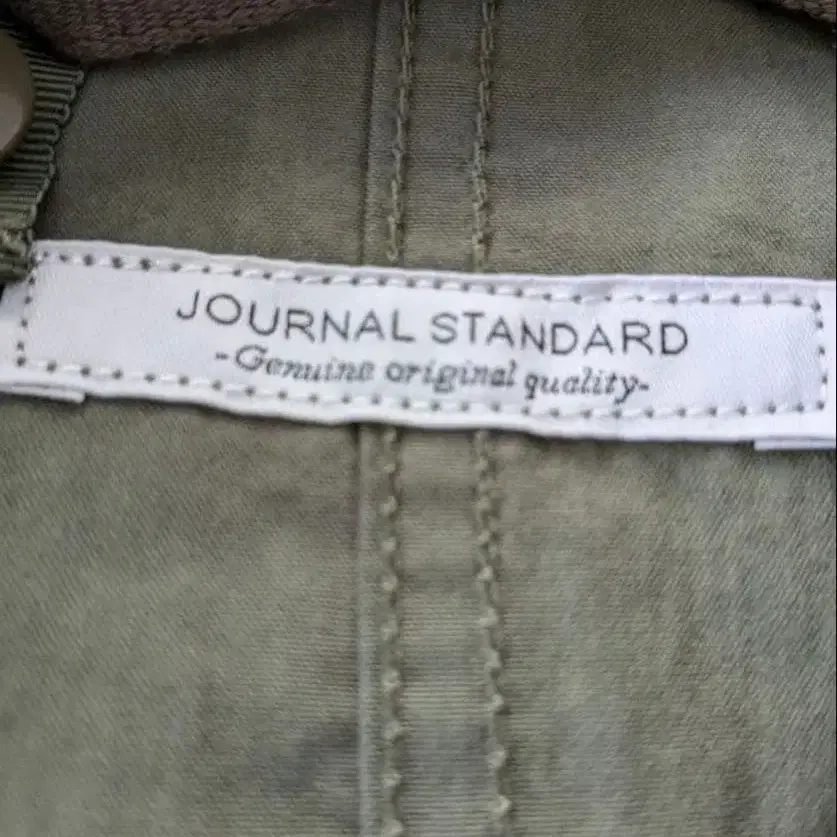 JOURNAL STANDARD
-Genuine original quality-